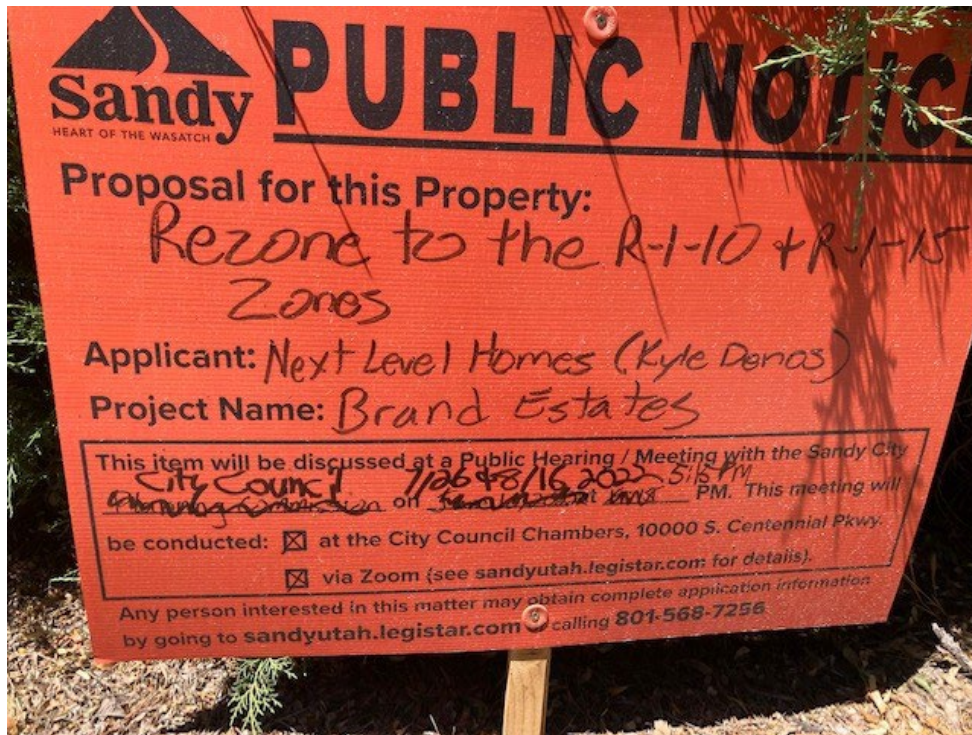 Sandy
HEART OF THE WASATCH
PUBLIC NOTIC
Proposal for this Property:
Rezone to the R-1-10 + R-1-15
Zones
Applicant: Next Level Homes (Kyle Denos)
Project Name: Brand Estates
This item will be discussed at a Public Hearing / Meeting with the Sandy City
City Council 7/26 & 8/16, 2022 5:15 PM
Planning Commission on at PM. This meeting will
be conducted: ☒ at the City Council Chambers, 10000 S. Centennial Pkwy.
☒ via Zoom (see sandyutah.legistar.com for details).
Any person interested in this matter may obtain complete application information
by going to sandyutah.legistar.com calling 801-568-7256